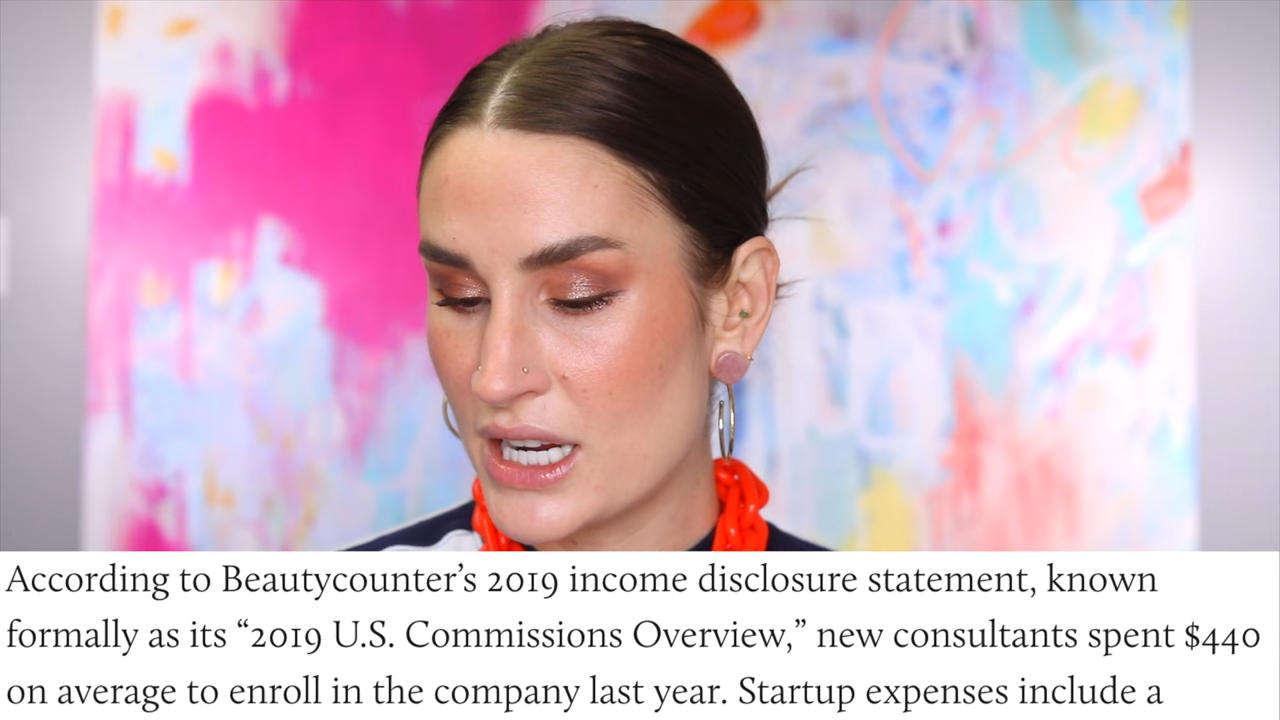 According to Beautycounter’s 2019 income disclosure statement, known
formally as its “2019 U.S. Commissions Overview,” new consultants spent $440
on average to enroll in the company last year. Startup expenses include a